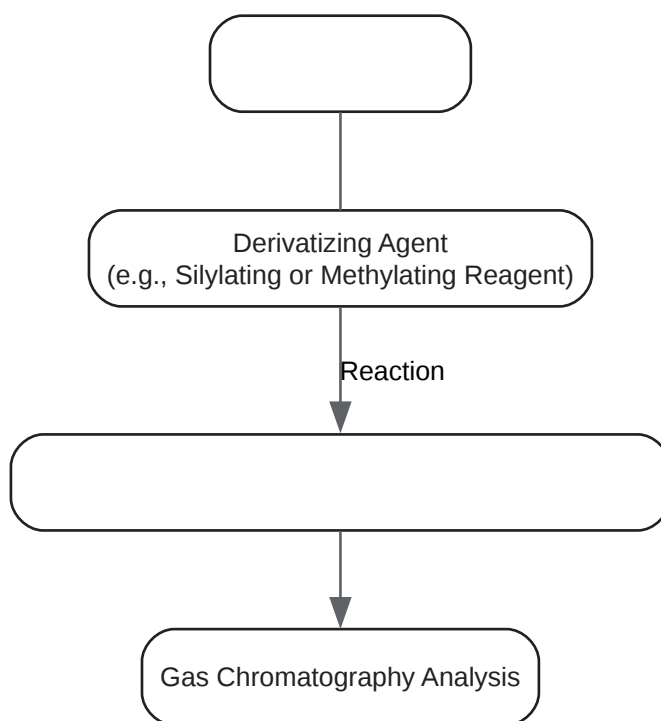 Derivatizing Agent
(e.g., Silylating or Methylating Reagent)
Reaction
Gas Chromatography Analysis